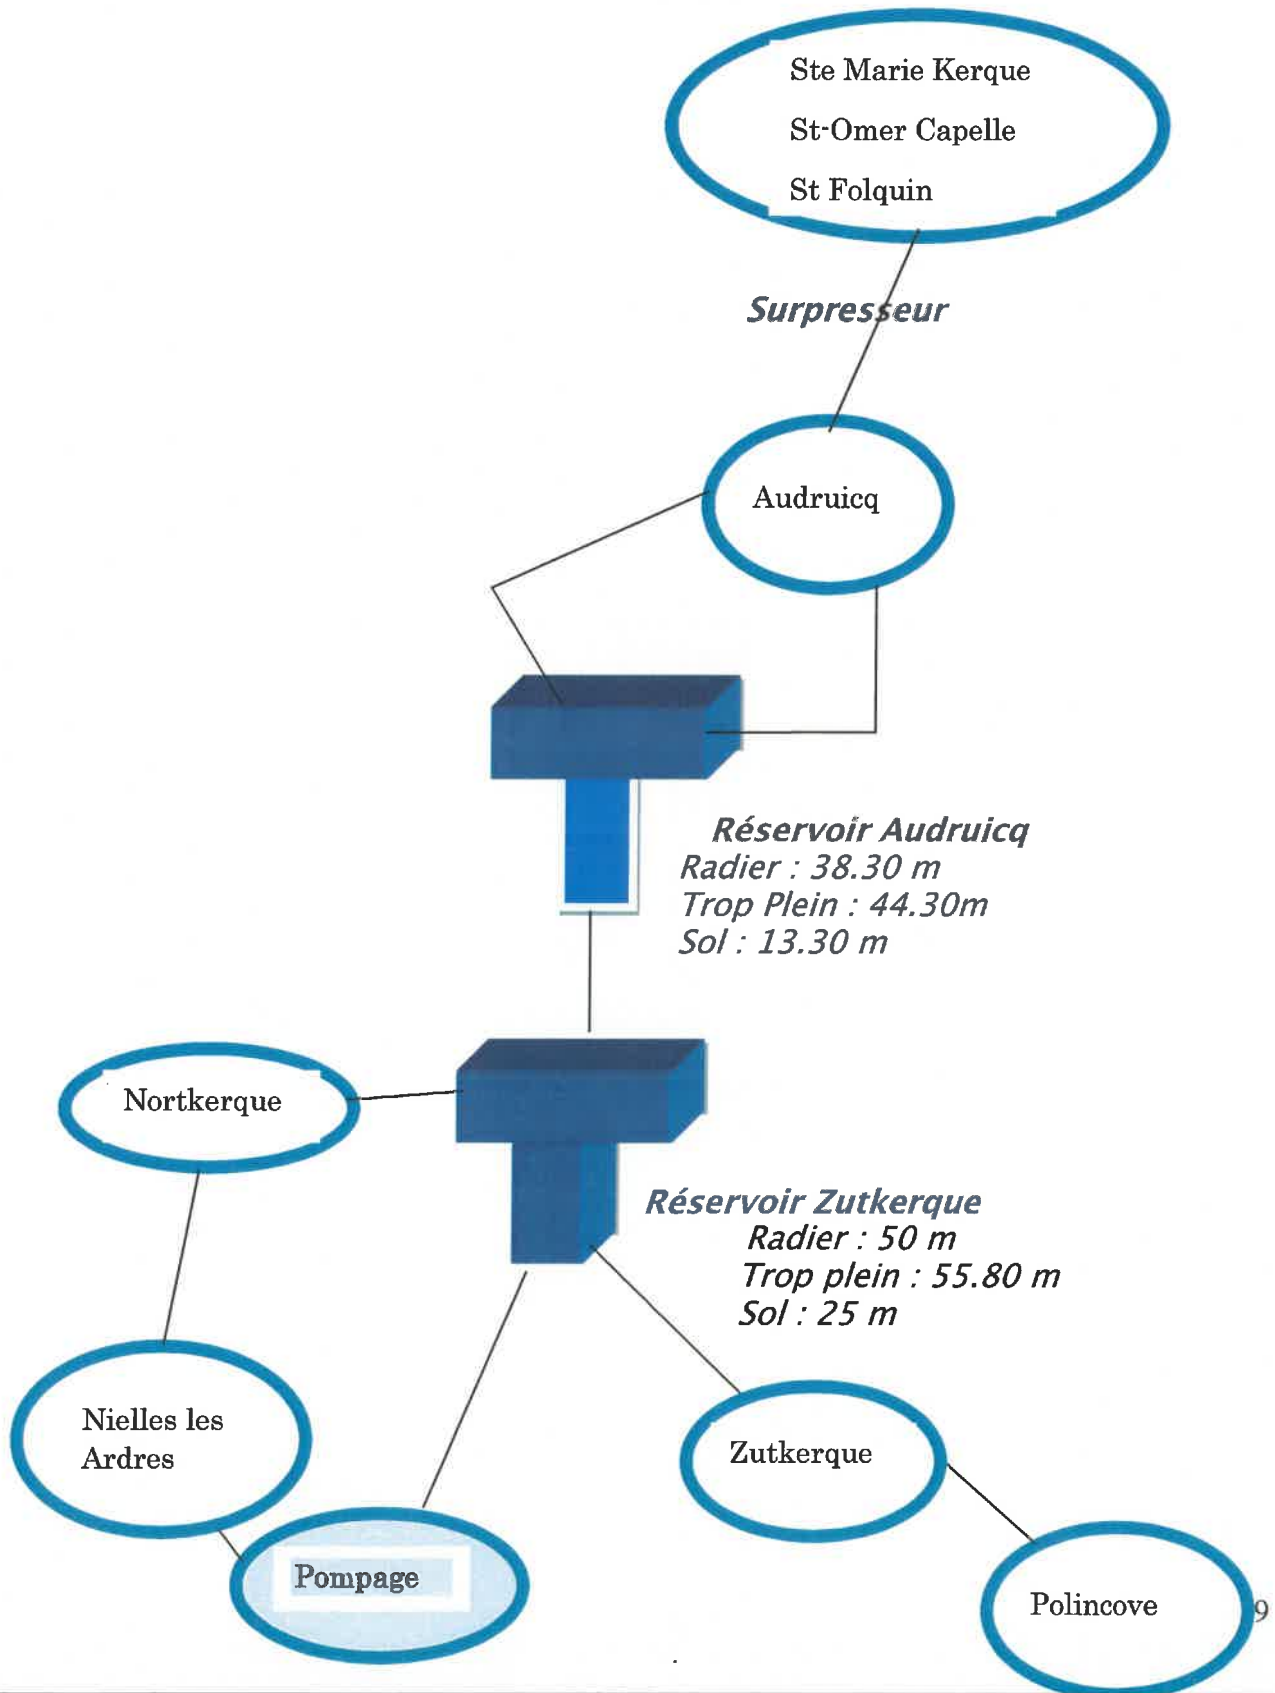 Ste Marie Kerque
St-Omer Capelle
St Folquin
Surpresseur
Audruicq
Réservoir Audruicq
Radier : 38.30 m
Trop Plein : 44.30m
Sol : 13.30 m
Nortkerque
Réservoir Zutkerque
Radier : 50 m
Trop plein : 55.80 m
Sol : 25 m
Nielles les
Ardres
Zutkerque
Pompage
Polincove
9